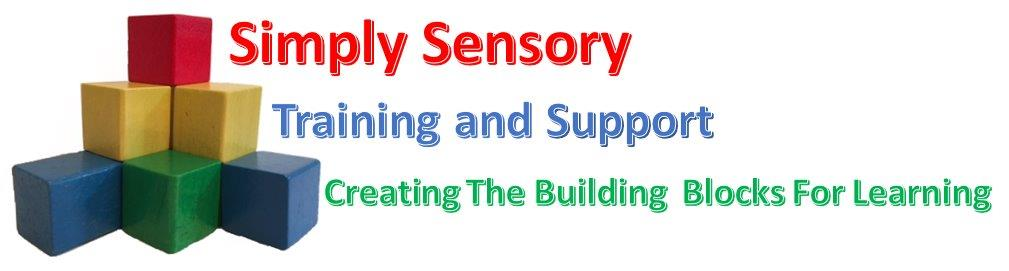 Simply Sensory
Training and Support
Creating The Building Blocks For Learning